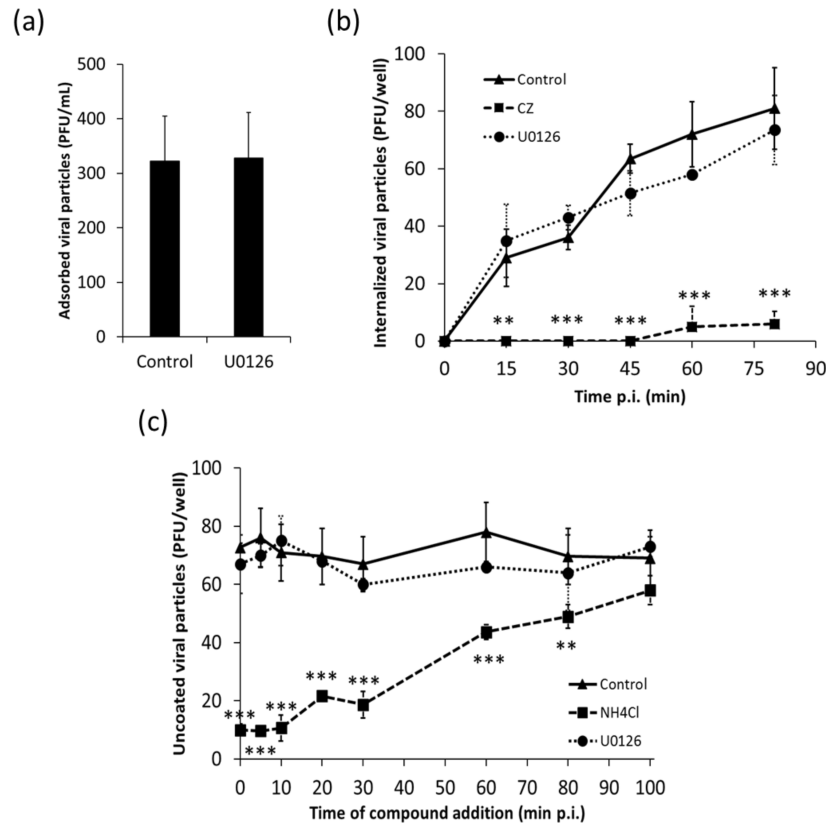 (a)
500
400
300
200
100
0
Adsorbed viral particles (PFU/mL)
Control U0126
(b)
100
80
60
40
20
0
Internalized viral particles (PFU/well)
Control
CZ
U0126
** *** *** *** ***
0 15 30 45 60 75 90
Time p.i. (min)
(c)
100
80
60
40
20
0
Uncoated viral particles (PFU/well)
*** *** *** *** *** *** **
Control
NH4Cl
U0126
0 10 20 30 40 50 60 70 80 90 100
Time of compound addition (min p.i.)